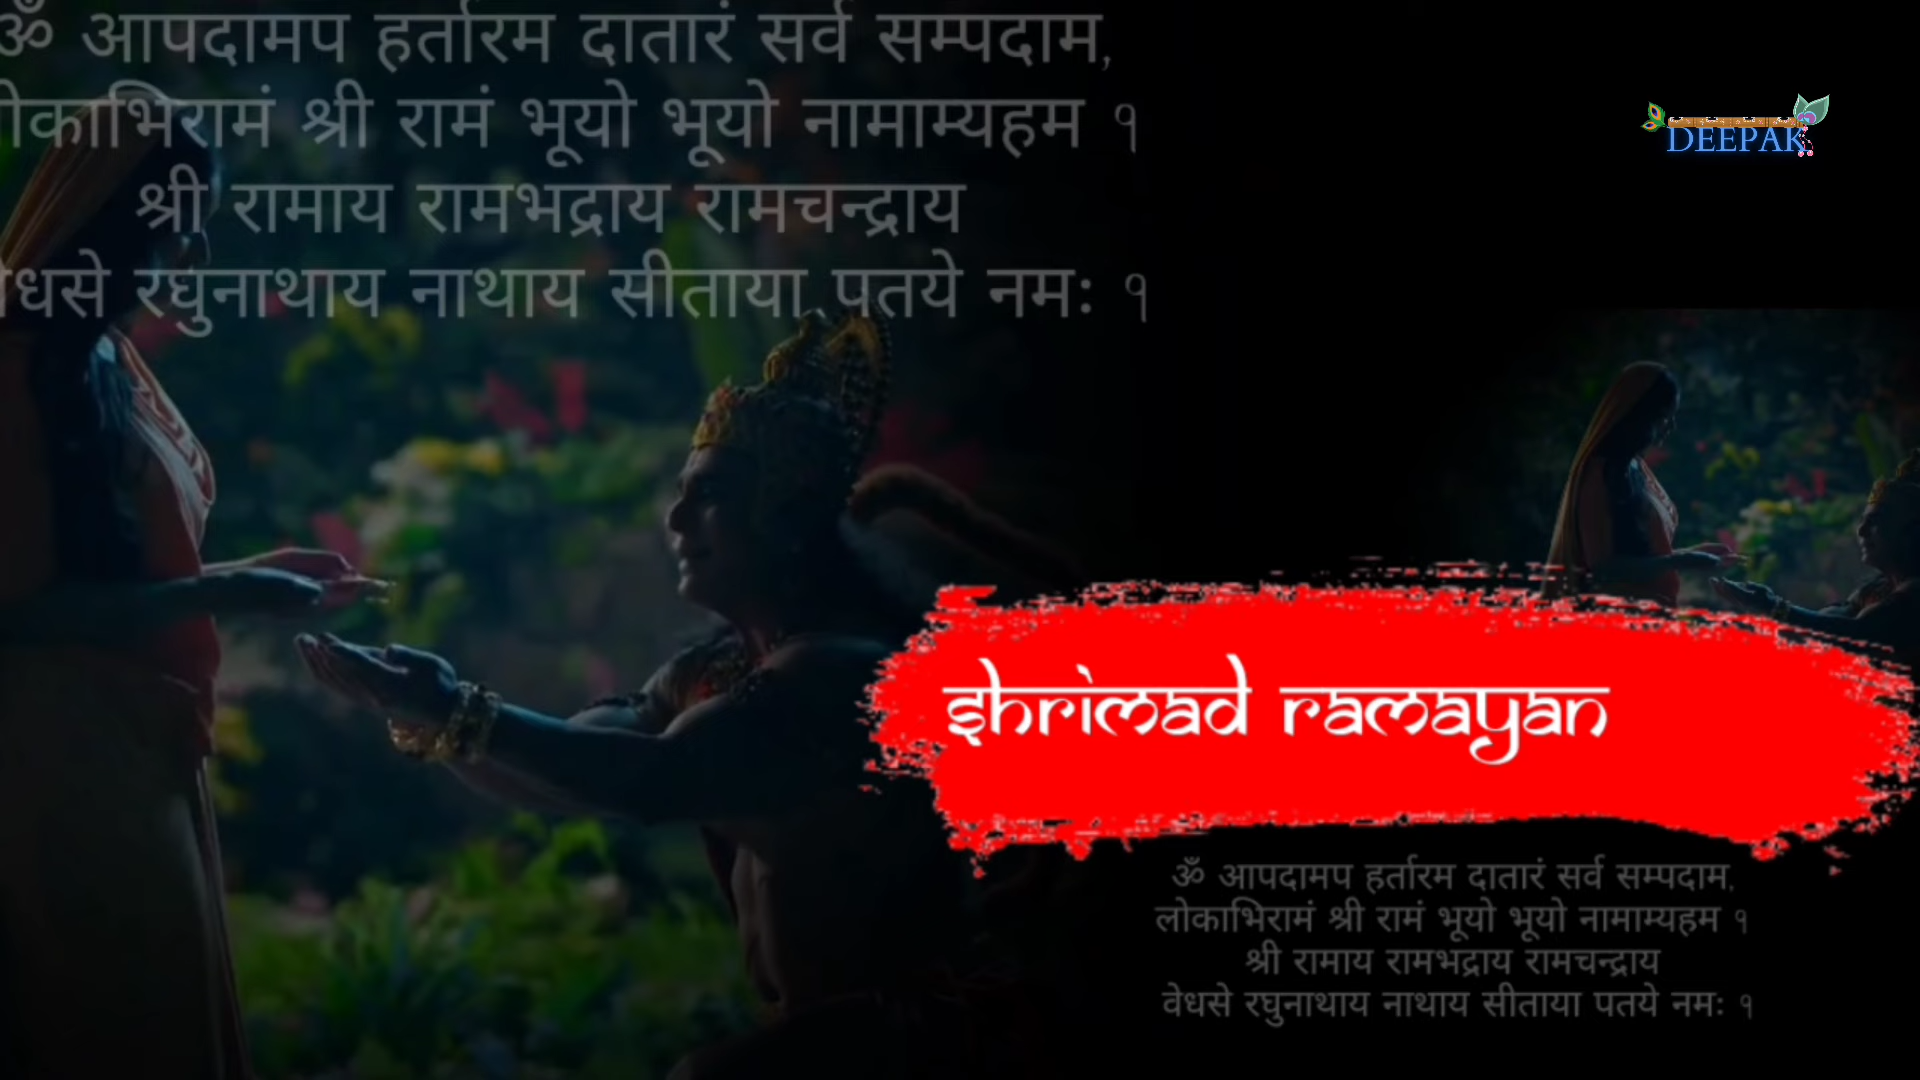 ॐ आपदामप हर्तारम दातारं सर्व सम्पदाम,
ोकाभिरामं श्री रामं भूयो भूयो नामाम्यहम १
श्री रामाय रामभद्राय रामचन्द्राय
वेधसे रघुनाथाय नाथाय सीताया पतये नमः १
DEEPAK
shrimad ramayan
ॐ आपदामप हर्तारम दातारं सर्व सम्पदाम,
लोकाभिरामं श्री रामं भूयो भूयो नामाम्यहम १
श्री रामाय रामभद्राय रामचन्द्राय
वेधसे रघुनाथाय नाथाय सीताया पतये नमः १